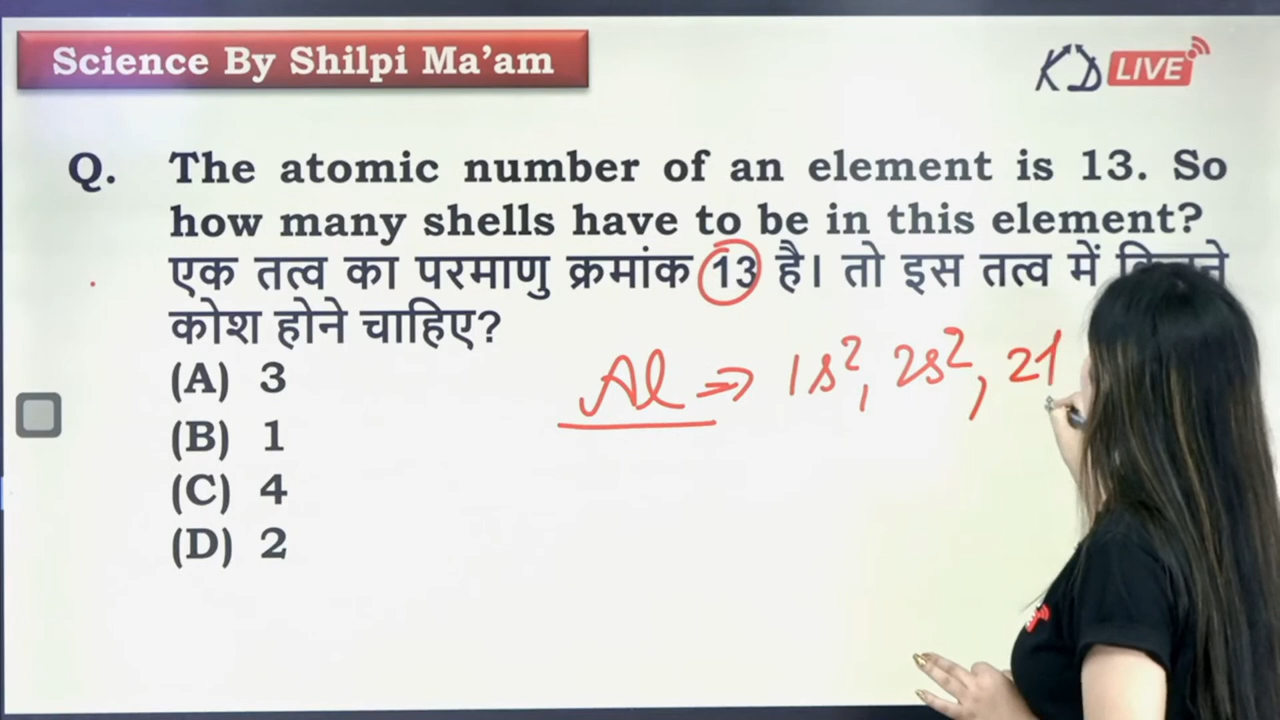 Science By Shilpi Ma'am
KD LIVE
Q. The atomic number of an element is 13. So
how many shells have to be in this element?
एक तत्व का परमाणु क्रमांक 13 है। तो इस तत्व में
कोश होने चाहिए?
Al ⇒ 1s², 2s², 2
(A) 3
(B) 1
(C) 4
(D) 2